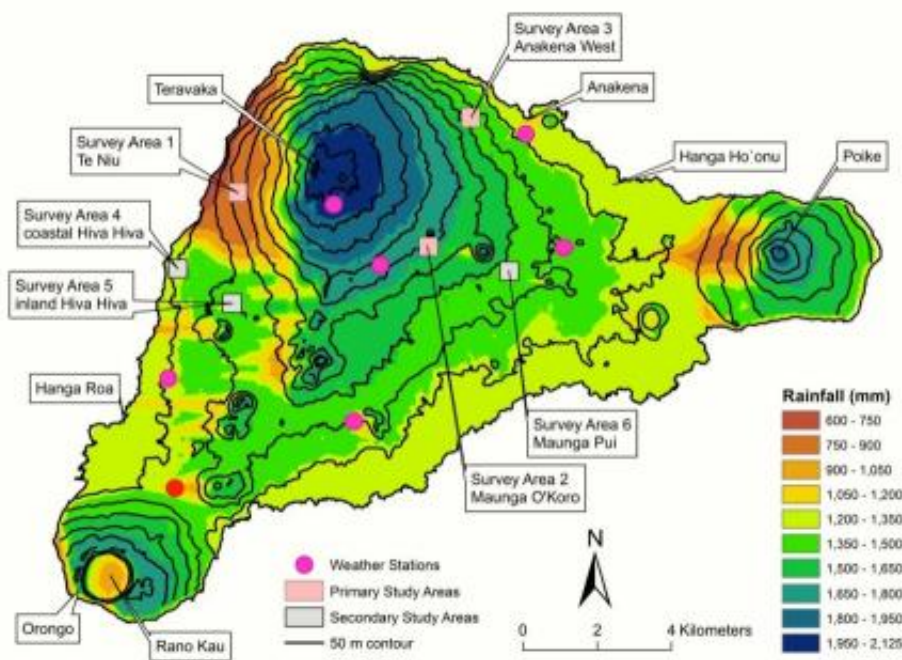 Survey Area 3
Anakena West
Teravaka
Anakena
Survey Area 1
Te Niu
Hanga Ho`onu
Poike
Survey Area 4
coastal Hiva Hiva
Survey Area 5
inland Hiva Hiva
Hanga Roa
Rainfall (mm)
600 - 750
750 - 900
900 - 1,050
1,050 - 1,200
1,200 - 1,350
1,350 - 1,500
1,500 - 1,650
1,650 - 1,800
1,800 - 1,950
1,950 - 2,125
Survey Area 6
Maunga Pui
Survey Area 2
Maunga O'Koro
N
Weather Stations
Primary Study Areas
Secondary Study Areas
50 m contour
0 2 4 Kilometers
Orongo
Rano Kau